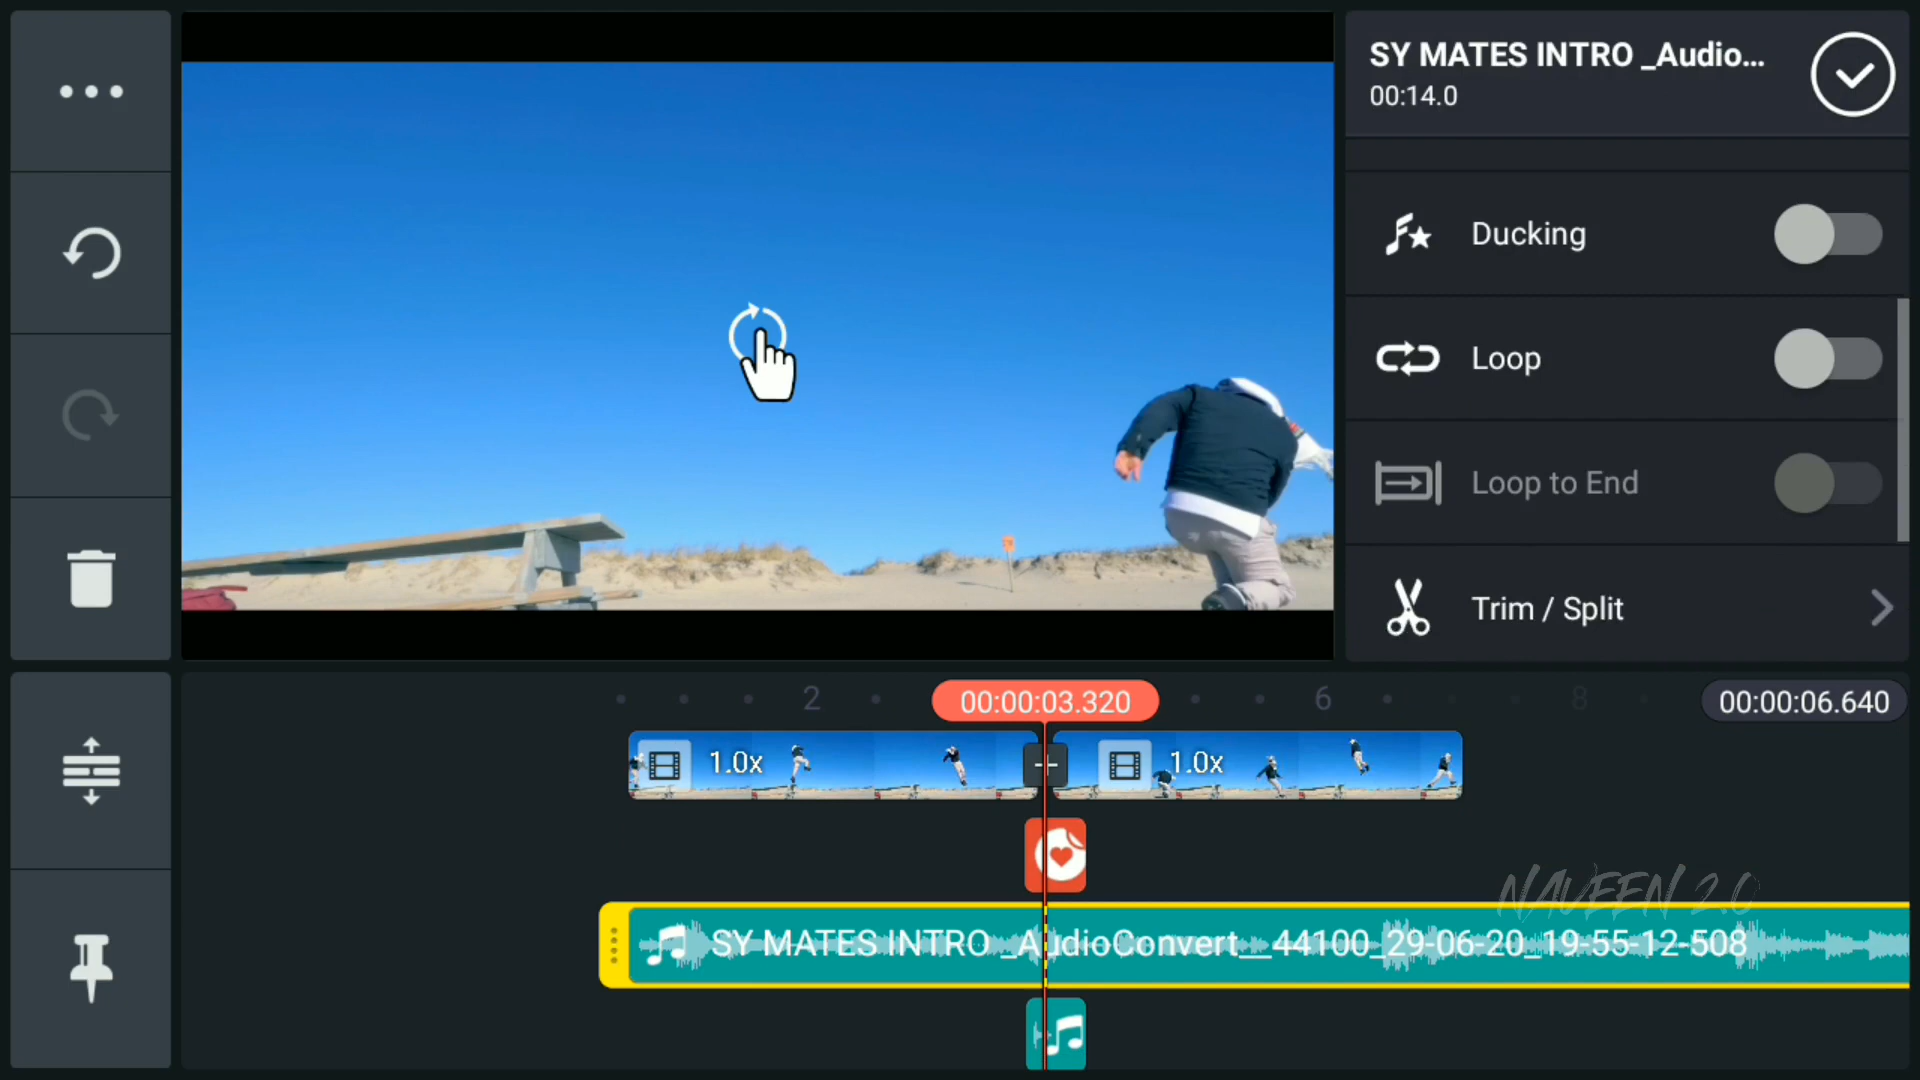 SY MATES INTRO _Audio...
00:14.0
Ducking
Loop
Loop to End
Trim / Split
2
00:00:03.320
6
8
00:00:06.640
1.0x
1.0x
NAVEEN 2.0
SY MATES INTRO _AudioConvert__44100_29-06-20_19-55-12-508